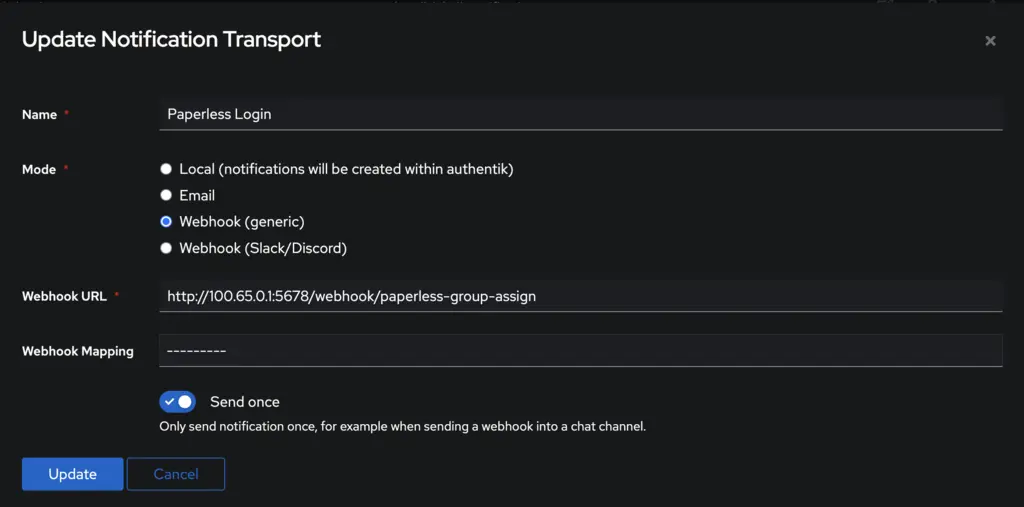 Update Notification Transport
Name *
Paperless Login
Mode *
Local (notifications will be created within authentik)
Email
Webhook (generic)
Webhook (Slack/Discord)
Webhook URL *
http://100.65.0.1:5678/webhook/paperless-group-assign
Webhook Mapping
---------
Send once
Only send notification once, for example when sending a webhook into a chat channel.
Update
Cancel